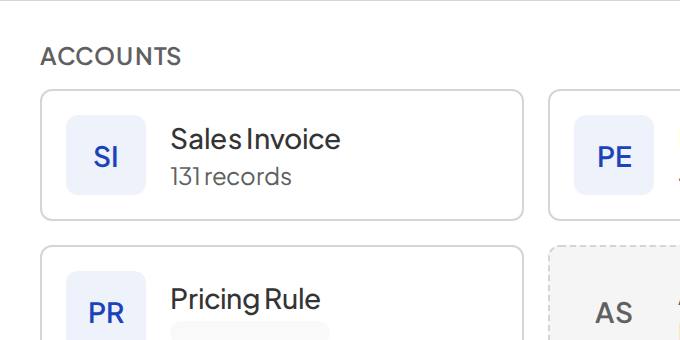 ACCOUNTS
SI
Sales Invoice
131 records
PE
PR
Pricing Rule
AS